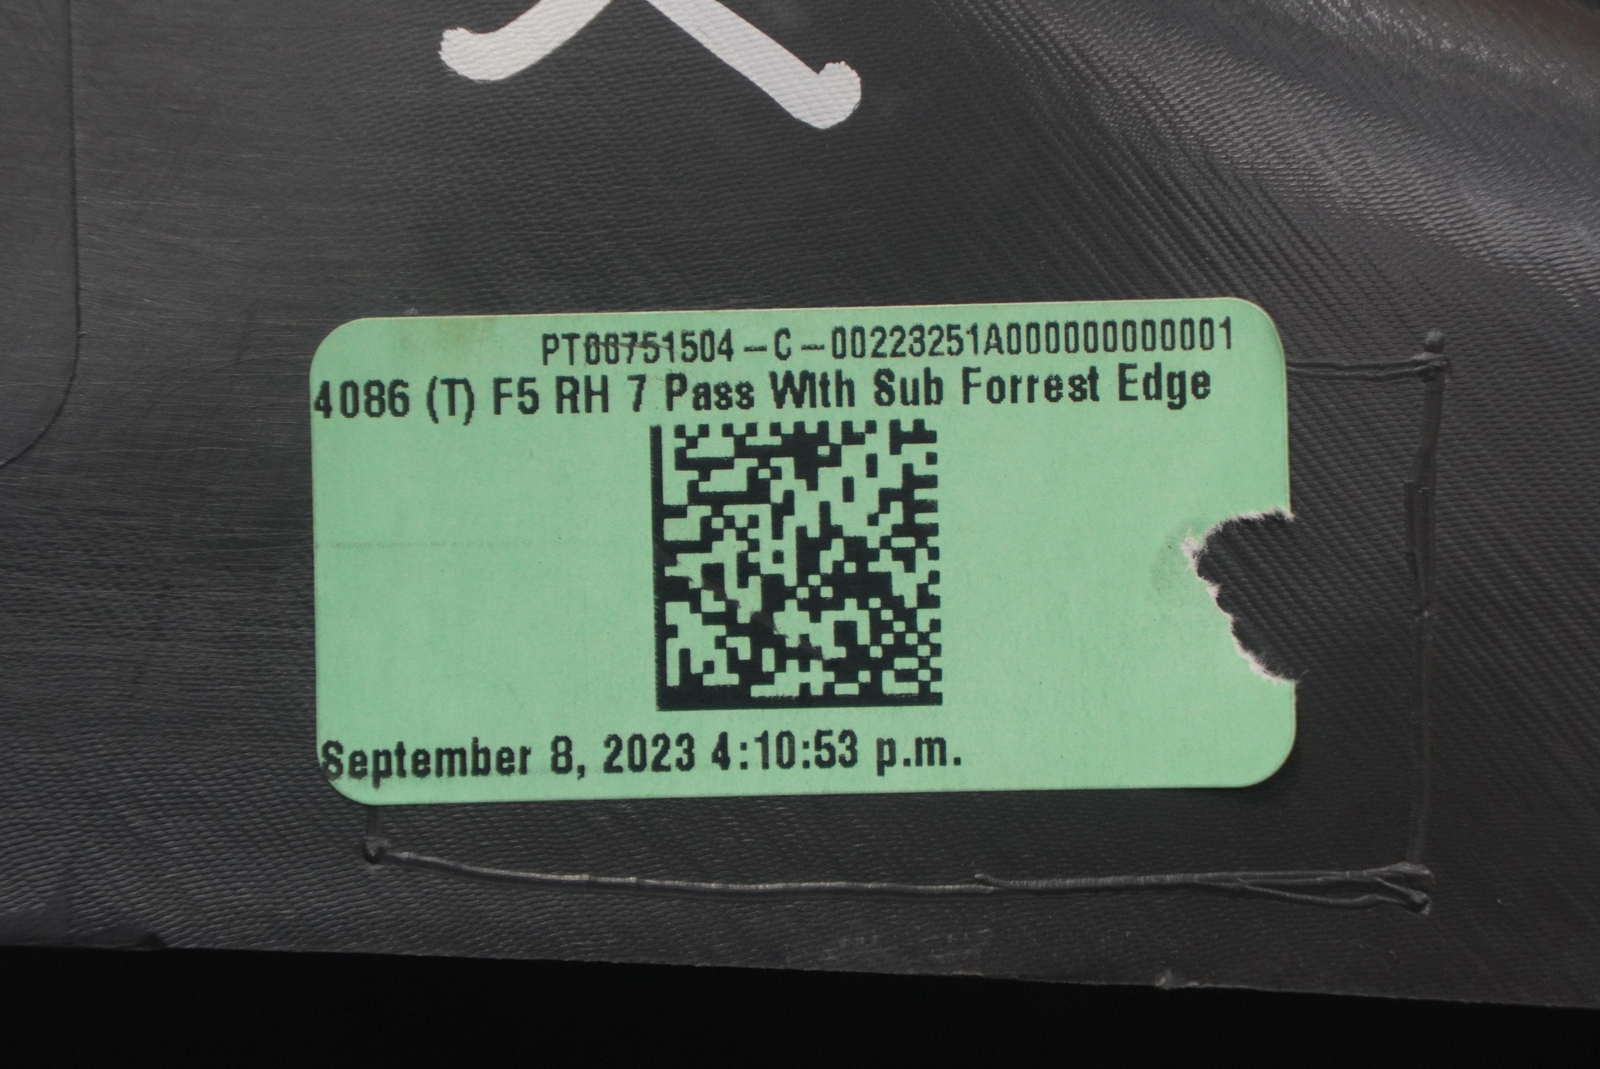 PT00751504-C-00223251A000000000001
4086 (T) F5 RH 7 Pass With Sub Forrest Edge
September 8, 2023 4:10:53 p.m.